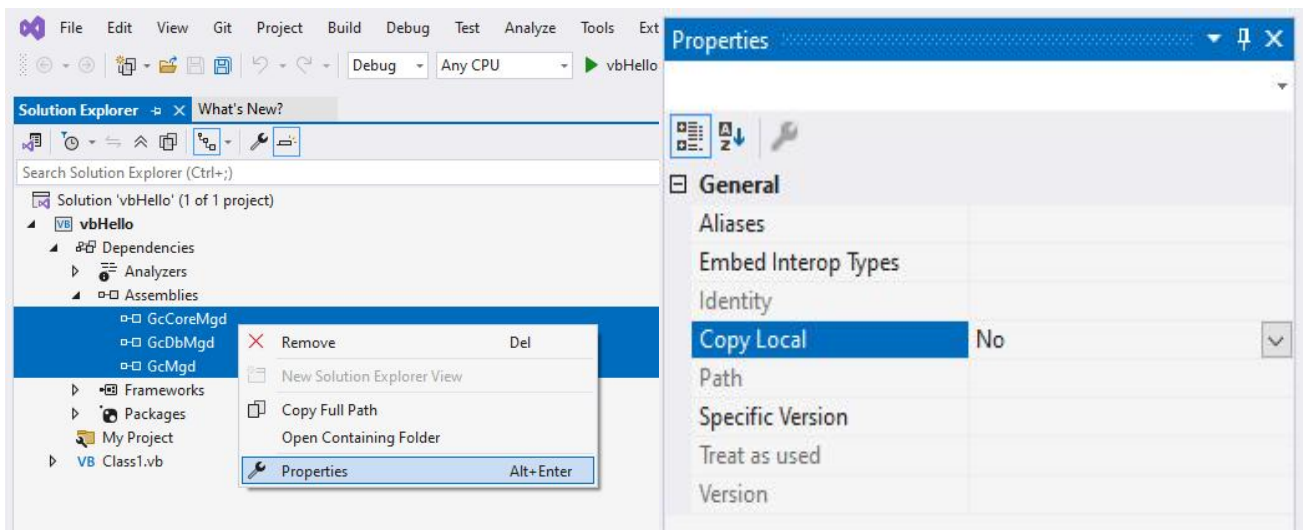 File Edit View Git Project Build Debug Test Analyze Tools Ext
Debug Any CPU vbHello
Solution Explorer What's New?
Search Solution Explorer (Ctrl+;)
Solution 'vbHello' (1 of 1 project)
VB vbHello
Dependencies
Analyzers
Assemblies
GcCoreMgd
GcDbMgd
GcMgd
Frameworks
Packages
My Project
VB Class1.vb
Remove Del
New Solution Explorer View
Copy Full Path
Open Containing Folder
Properties Alt+Enter
Properties
General
Aliases
Embed Interop Types
Identity
Copy Local No
Path
Specific Version
Treat as used
Version